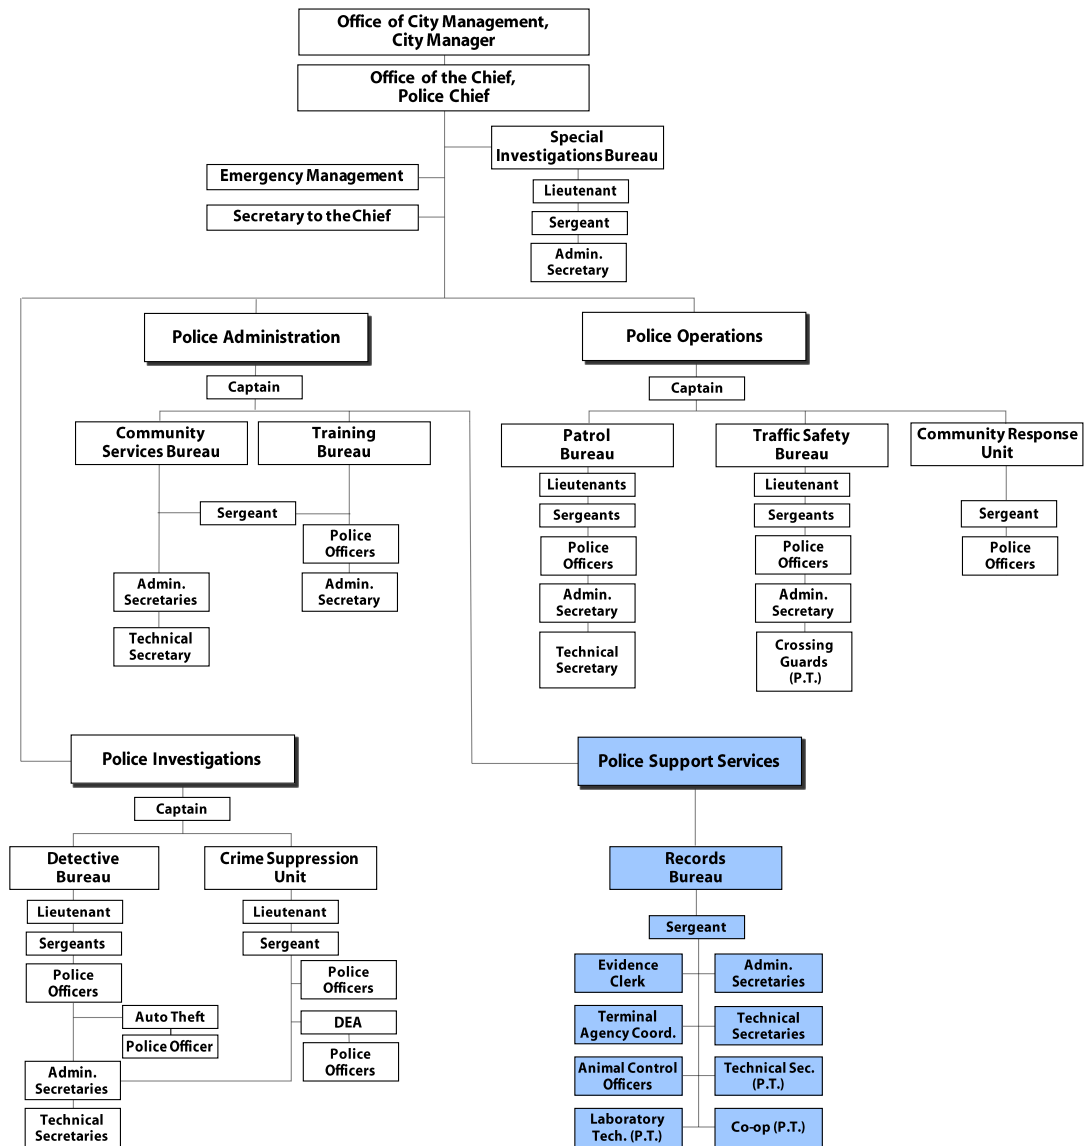 Office of City Management,
City Manager
Office of the Chief,
Police Chief
Special
Investigations Bureau
Emergency Management
Lieutenant
Secretary to the Chief
Sergeant
Admin.
Secretary
Police Administration
Captain
Community
Services Bureau
Training
Bureau
Sergeant
Police
Officers
Admin.
Secretaries
Admin.
Secretary
Technical
Secretary
Police Operations
Captain
Patrol
Bureau
Lieutenants
Sergeants
Police
Officers
Admin.
Secretary
Technical
Secretary
Traffic Safety
Bureau
Lieutenant
Sergeants
Police
Officers
Admin.
Secretary
Crossing
Guards
(P.T.)
Community Response
Unit
Sergeant
Police
Officers
Police Investigations
Captain
Detective
Bureau
Lieutenant
Sergeants
Police
Officers
Auto Theft
Police Officer
Admin.
Secretaries
Technical
Secretaries
Crime Suppression
Unit
Lieutenant
Sergeant
Police
Officers
DEA
Police
Officers
Police Support Services
Records
Bureau
Sergeant
Evidence
Clerk
Admin.
Secretaries
Terminal
Agency Coord.
Technical
Secretaries
Animal Control
Officers
Technical Sec.
(P.T.)
Laboratory
Tech. (P.T.)
Co-op (P.T.)